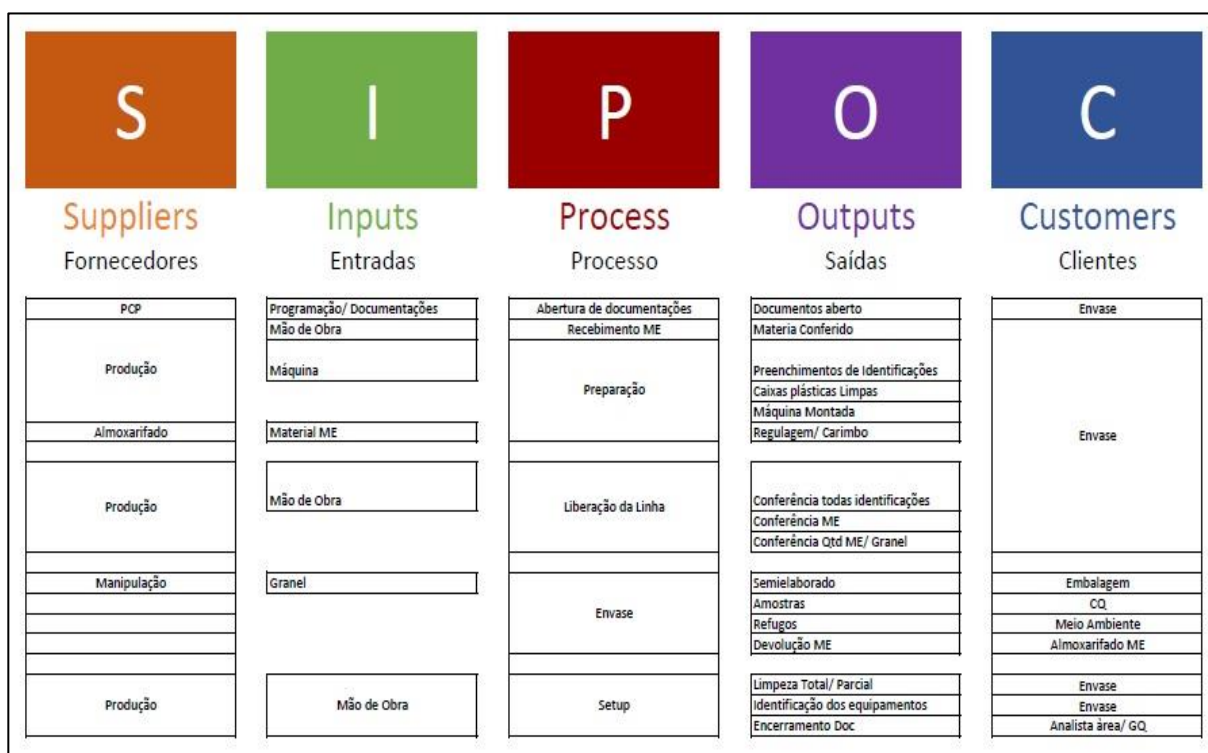 S I P O C
Suppliers Inputs Process Outputs Customers
Fornecedores Entradas Processo Saídas Clientes
PCP Programação/ Documentações Abertura de documentações Documentos aberto Envase
Mão de Obra Recebimento ME Materia Conferido
Produção Máquina Preenchimentos de Identificações
Preparação Caixas plásticas Limpas
Máquina Montada
Almoxarifado Material ME Regulagem/ Carimbo Envase
Produção Mão de Obra Liberação da Linha Conferência todas identificações
Conferência ME
Conferência Qtd ME/ Granel
Manipulação Granel Semielaborado Embalagem
Envase Amostras CQ
Refugos Meio Ambiente
Devolução ME Almoxarifado ME
Limpeza Total/ Parcial Envase
Produção Mão de Obra Setup Identificação dos equipamentos Envase
Encerramento Doc Analista àrea/ GQ